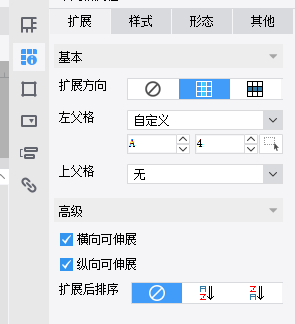 扩展 样式 形态 其他
基本
扩展方向
左父格 自定义
A 4
上父格 无
高级
横向可伸展
纵向可伸展
扩展后排序 A Z Z A